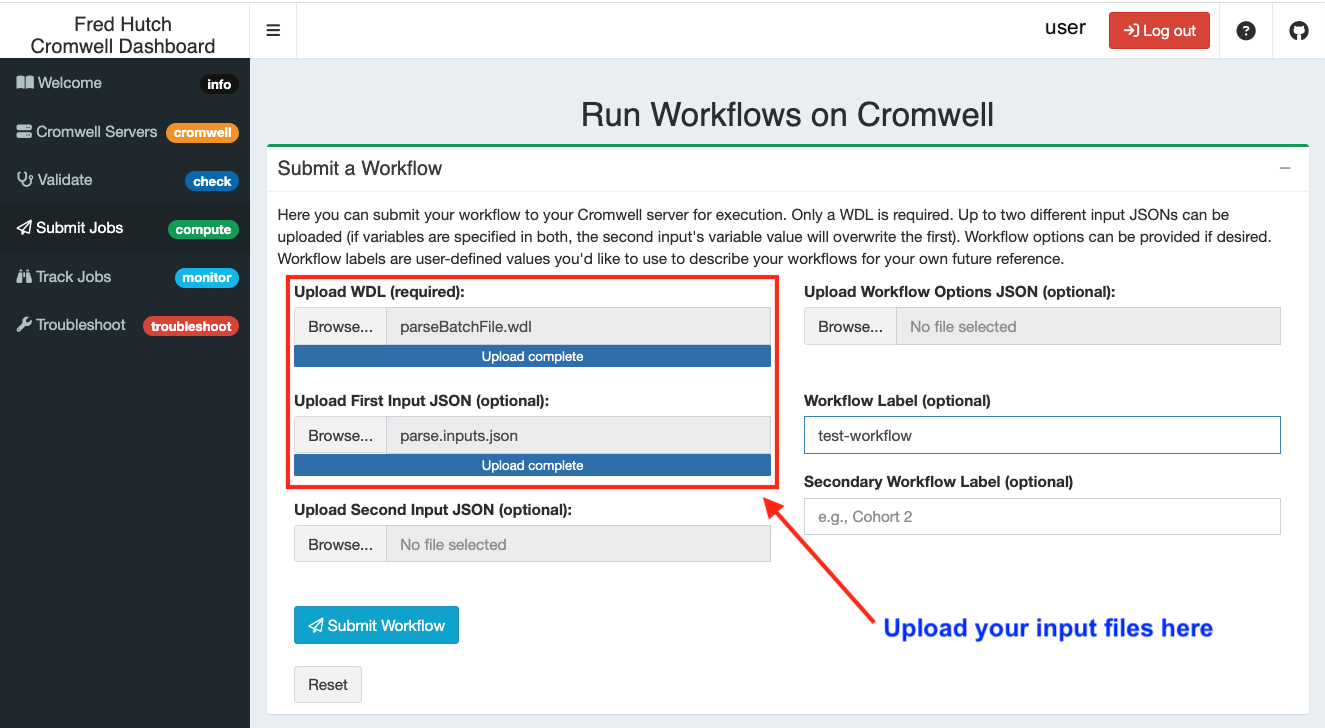 Fred Hutch
Cromwell Dashboard
user
Log out
Welcome info
Cromwell Servers cromwell
Validate check
Submit Jobs compute
Track Jobs monitor
Troubleshoot troubleshoot
Run Workflows on Cromwell
Submit a Workflow
Here you can submit your workflow to your Cromwell server for execution. Only a WDL is required. Up to two different input JSONs can be
uploaded (if variables are specified in both, the second input's variable value will overwrite the first). Workflow options can be provided if desired.
Workflow labels are user-defined values you'd like to use to describe your workflows for your own future reference.
Upload WDL (required):
Browse... parseBatchFile.wdl
Upload complete
Upload First Input JSON (optional):
Browse... parse.inputs.json
Upload complete
Upload Second Input JSON (optional):
Browse... No file selected
Upload Workflow Options JSON (optional):
Browse... No file selected
Workflow Label (optional)
test-workflow
Secondary Workflow Label (optional)
e.g., Cohort 2
Upload your input files here
Submit Workflow
Reset